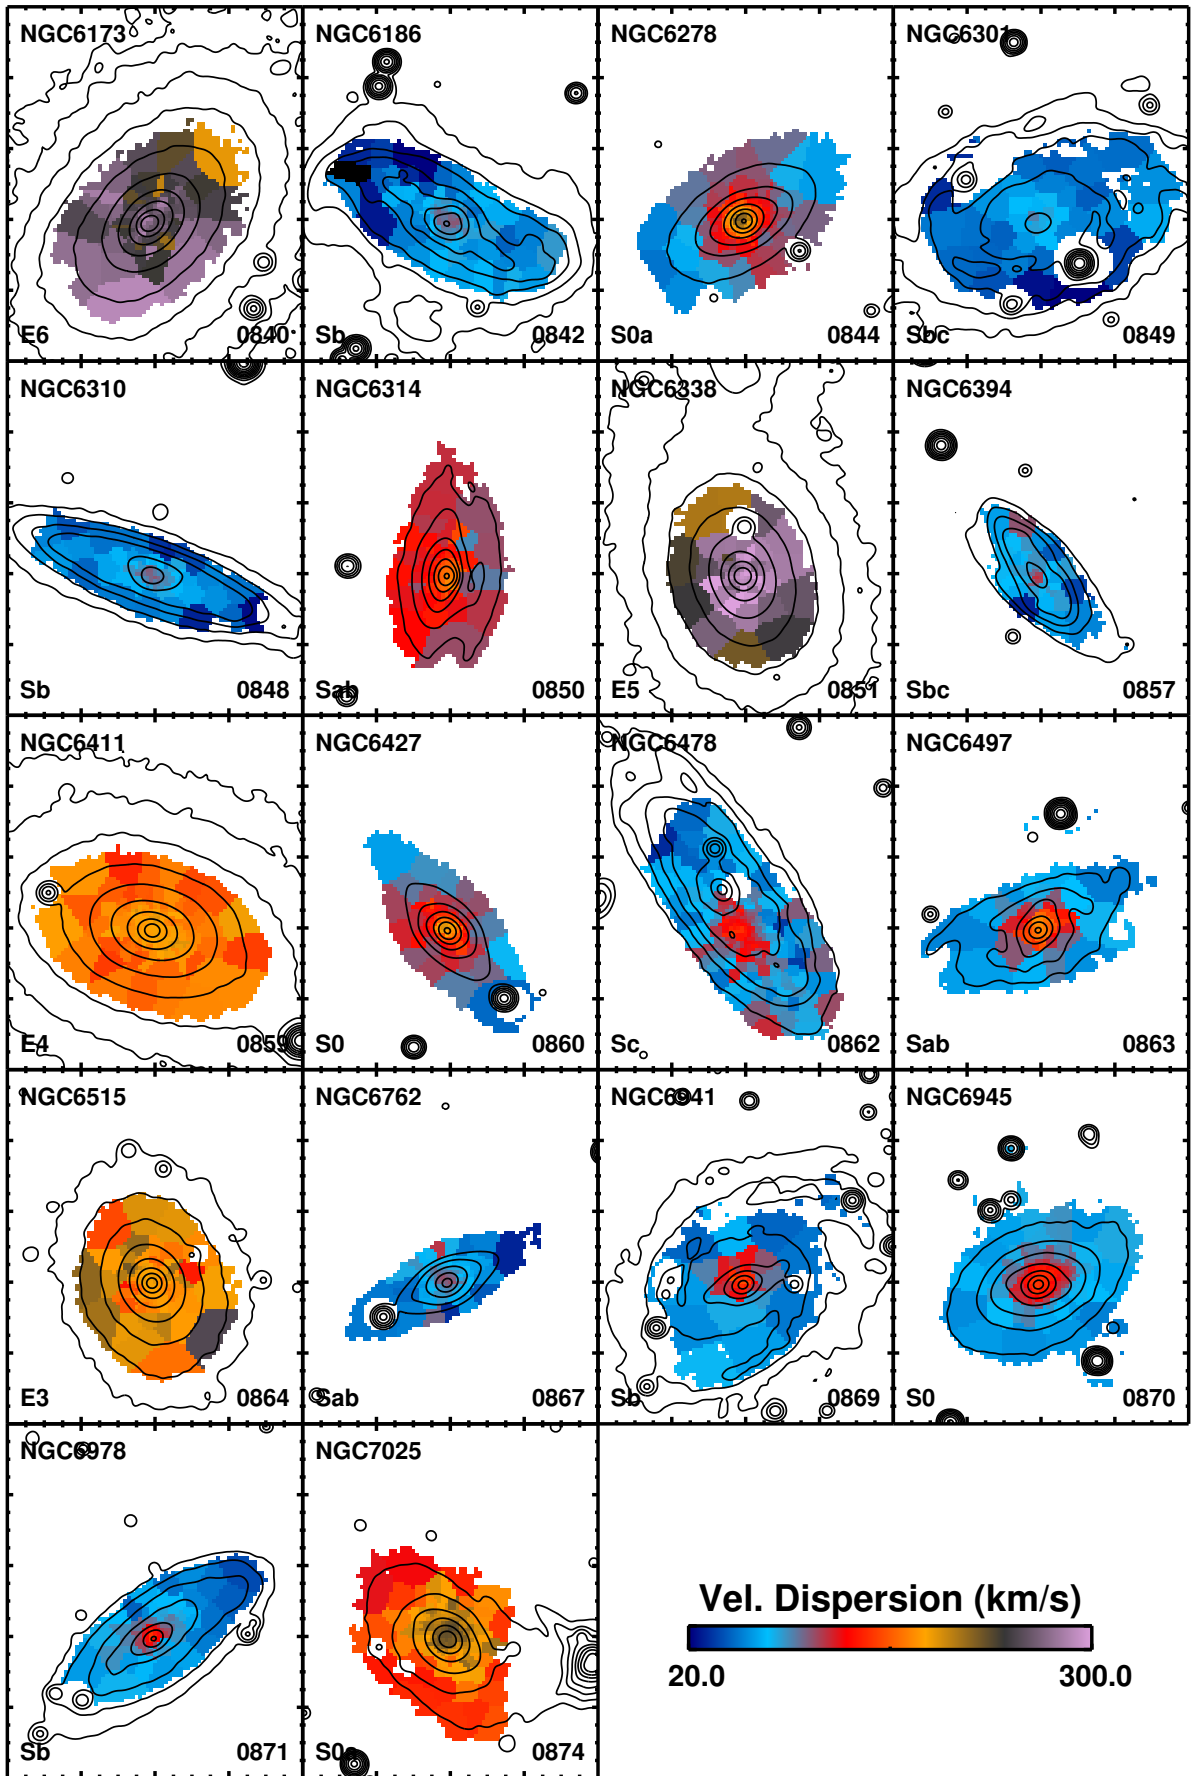 NGC6173 NGC6186 NGC6278 NGC6301
E6 0840 Sb 0842 S0a 0844 Sbc 0849
NGC6310 NGC6314 NGC6338 NGC6394
Sb 0848 Sab 0850 E5 0851 Sbc 0857
NGC6411 NGC6427 NGC6478 NGC6497
E4 0859 S0 0860 Sc 0862 Sab 0863
NGC6515 NGC6762 NGC6941 NGC6945
E3 0864 Sab 0867 Sb 0869 S0 0870
NGC6978 NGC7025
Vel. Dispersion (km/s)
20.0 300.0
Sb 0871 S0a 0874